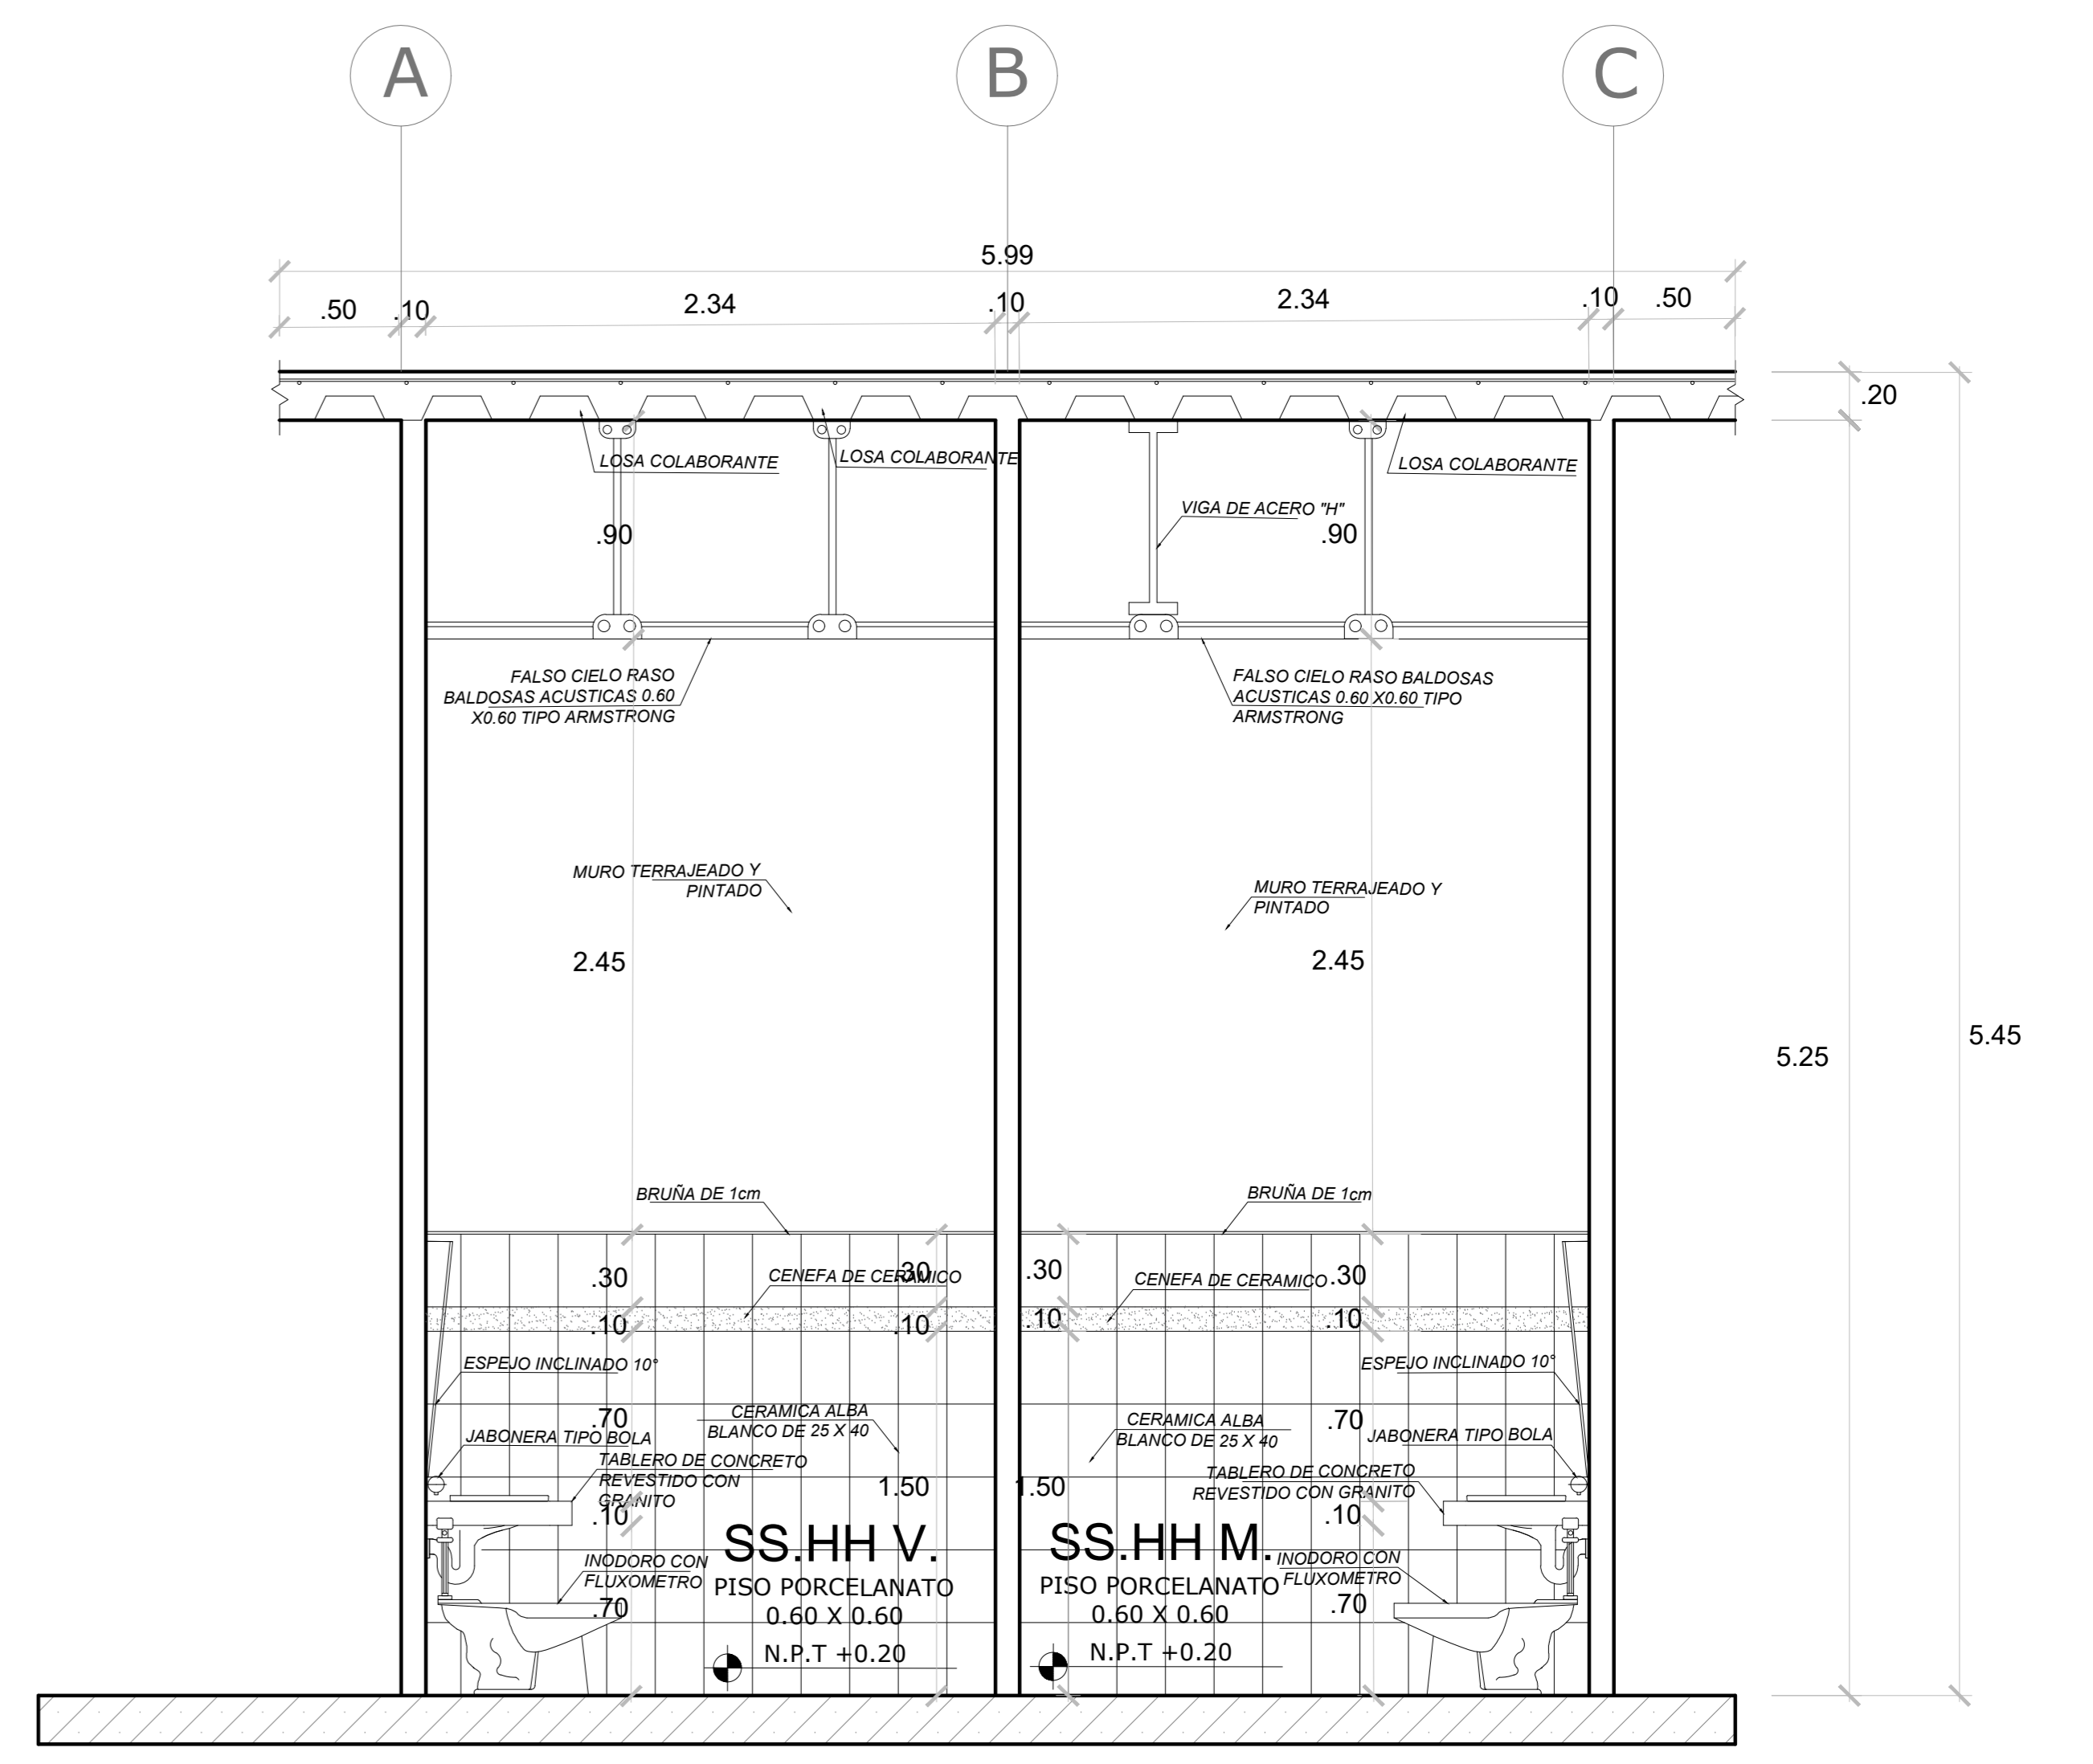 A
B
C
5.99
.50
.10
2.34
.10
2.34
.10
.50
.20
LOSA COLABORANTE
LOSA COLABORANTE
LOSA COLABORANTE
VIGA DE ACERO "H"
.90
.90
FALSO CIELO RASO
BALDOSAS ACUSTICAS 0.60
X0.60 TIPO ARMSTRONG
FALSO CIELO RASO BALDOSAS
ACUSTICAS 0.60 X0.60 TIPO
ARMSTRONG
MURO TERRAJEADO Y
PINTADO
MURO TERRAJEADO Y
PINTADO
2.45
2.45
5.25
5.45
BRUÑA DE 1cm
BRUÑA DE 1cm
.30
.30
CENEFA DE CERAMICO
.30
CENEFA DE CERAMICO
.30
.10
.10
.10
.10
ESPEJO INCLINADO 10°
ESPEJO INCLINADO 10°
.70
CERAMICA ALBA
BLANCO DE 25 X 40
CERAMICA ALBA
BLANCO DE 25 X 40
.70
JABONERA TIPO BOLA
JABONERA TIPO BOLA
TABLERO DE CONCRETO
REVESTIDO CON
GRANITO
TABLERO DE CONCRETO
REVESTIDO CON GRANITO
1.50
1.50
.10
.10
SS.HH V.
PISO PORCELANATO
0.60 X 0.60
N.P.T +0.20
SS.HH M.
PISO PORCELANATO
0.60 X 0.60
N.P.T +0.20
INODORO CON
FLUXOMETRO
INODORO CON
FLUXOMETRO
.70
.70